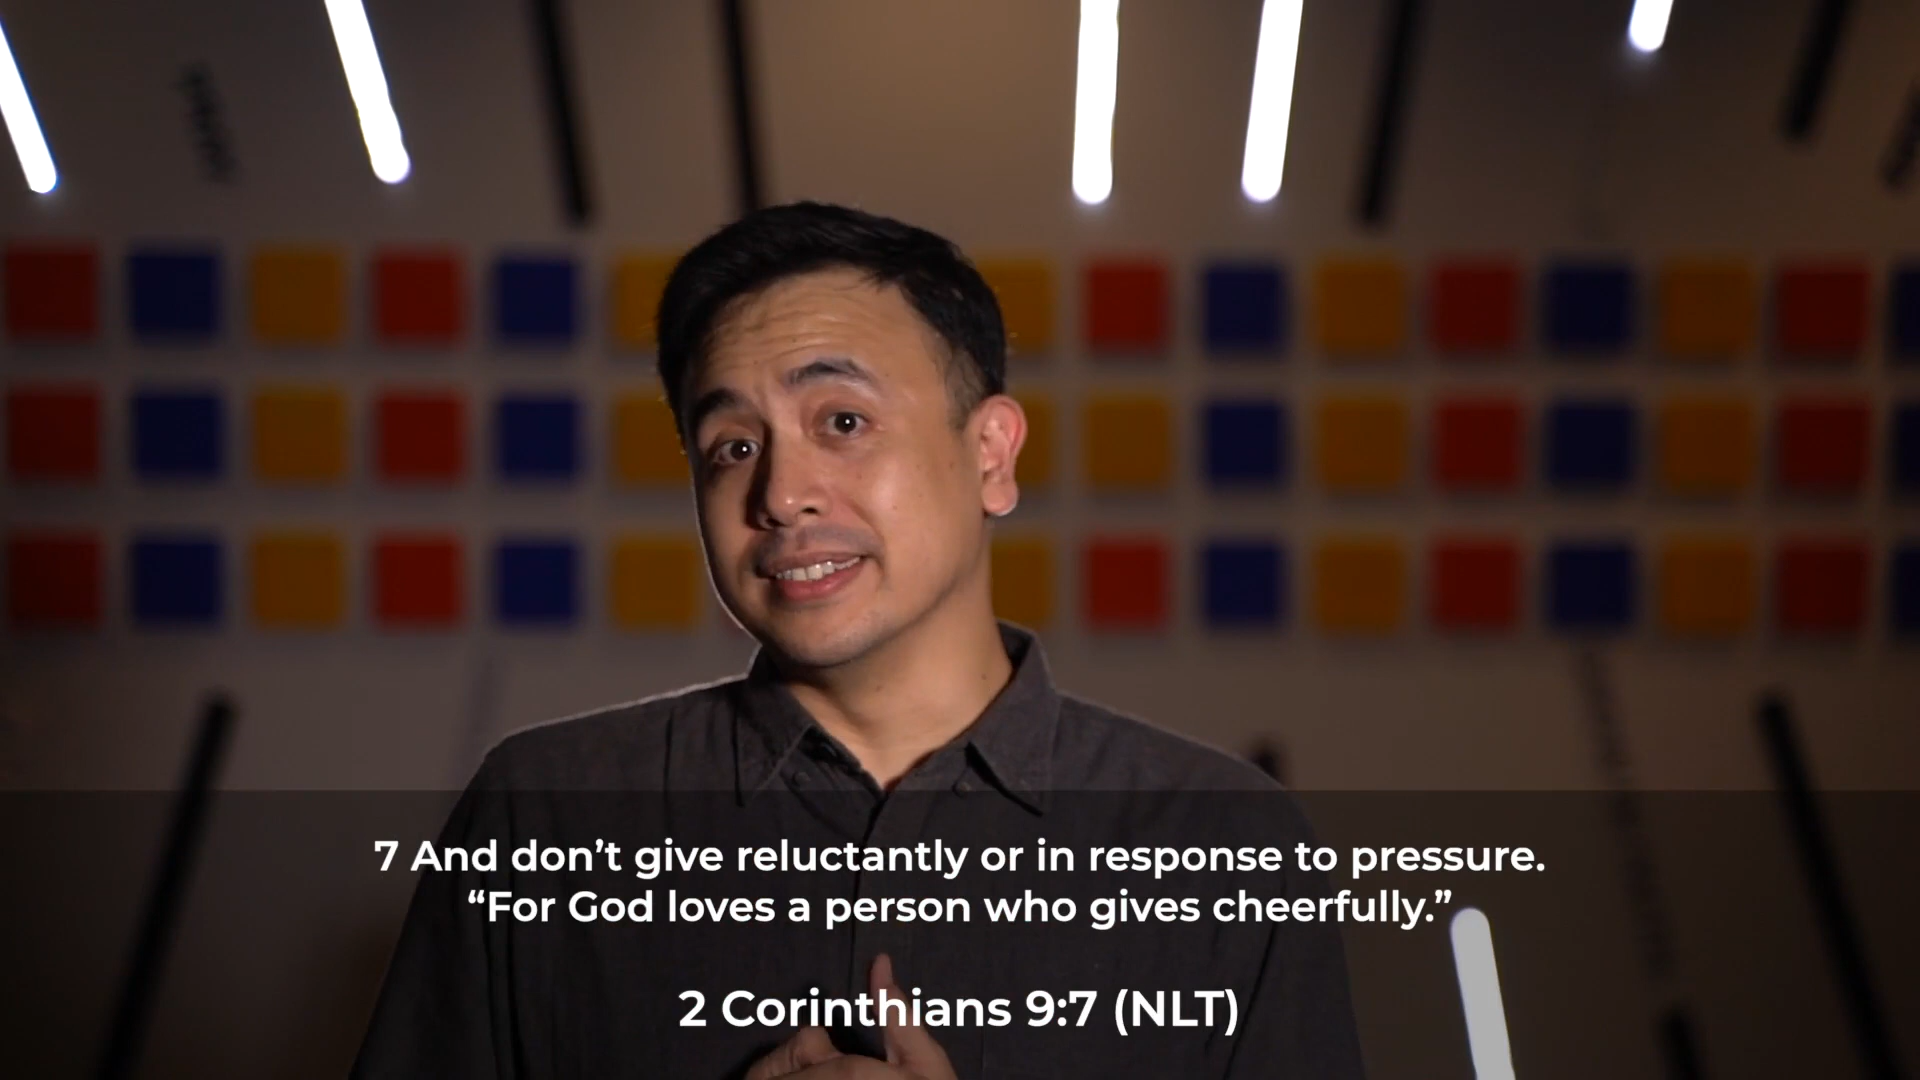 7 And don’t give reluctantly or in response to pressure.
“For God loves a person who gives cheerfully.”
2 Corinthians 9:7 (NLT)